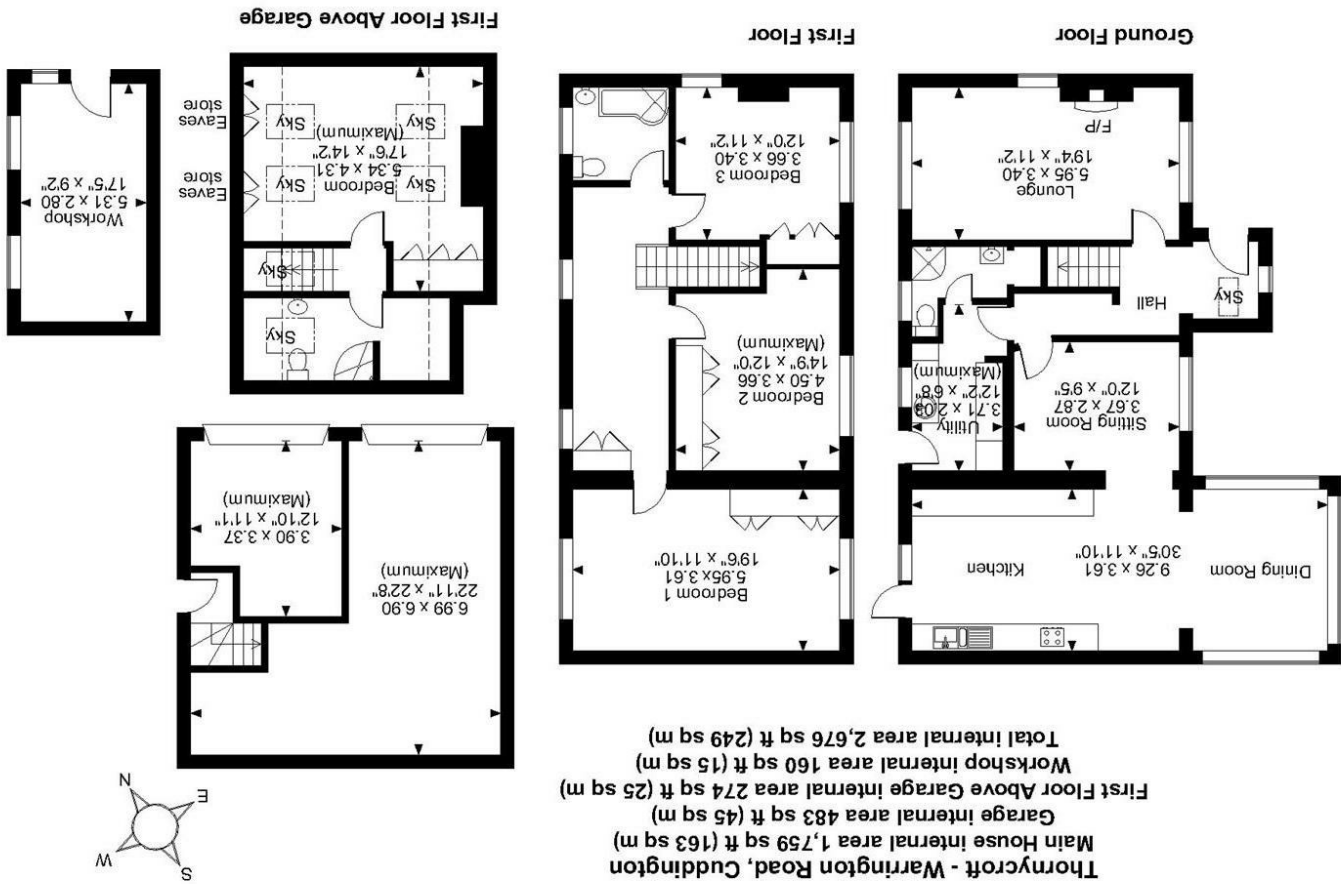 Thornycroft - Warrington Road, Cuddington
Main House internal area 1,759 sq ft (163 sq m)
Garage internal area 483 sq ft (45 sq m)
First Floor Above Garage internal area 274 sq ft (25 sq m)
Workshop internal area 160 sq ft (15 sq m)
Total internal area 2,676 sq ft (249 sq m)
S
W
E
N
Dining Room
Kitchen
9.26 x 3.61
30'5" x 11'10"
Sitting Room
3.67 x 2.87
12'0" x 9'5"
Utility
3.71 x 2.03
12'2" x 6'8"
(Maximum)
Hall
Sky
Lounge
5.95 x 3.40
19'4" x 11'2"
F/P
Ground Floor
Bedroom 1
5.95x 3.61
19'6" x 11'10"
Bedroom 2
4.50 x 3.66
14'9" x 12'0"
(Maximum)
Bedroom 3
3.66 x 3.40
12'0" x 11'2"
First Floor
6.99 x 6.90
22'11" x 22'8"
(Maximum)
3.90 x 3.37
12'10" x 11'1"
(Maximum)
Sky
Sky
Bedroom
5.34 x 4.31
17'6" x 14'2"
(Maximum)
Sky
Sky
Sky
Sky
Eaves
store
Eaves
store
First Floor Above Garage
Workshop
5.31 x 2.80
17'5" x 9'2"